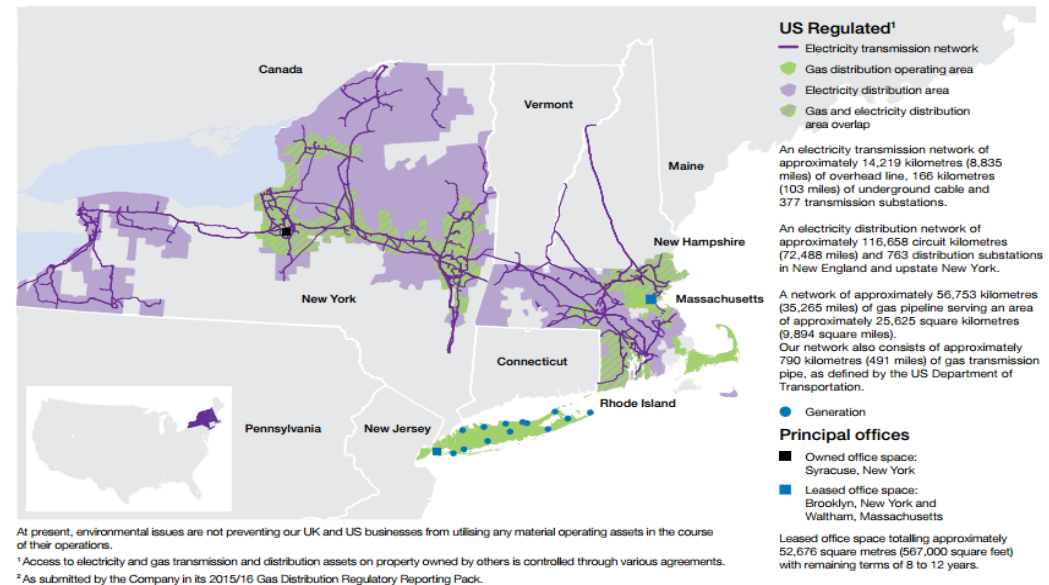 Canada
Vermont
Maine
New Hampshire
New York
Massachusetts
Connecticut
Rhode Island
Pennsylvania
New Jersey
US Regulated¹
Electricity transmission network
Gas distribution operating area
Electricity distribution area
Gas and electricity distribution
area overlap
An electricity transmission network of
approximately 14,219 kilometres (8,835
miles) of overhead line, 166 kilometres
(103 miles) of underground cable and
377 transmission substations.
An electricity distribution network of
approximately 116,658 circuit kilometres
(72,488 miles) and 763 distribution substations
in New England and upstate New York.
A network of approximately 56,753 kilometres
(35,265 miles) of gas pipeline serving an area
of approximately 25,625 square kilometres
(9,894 square miles).
Our network also consists of approximately
790 kilometres (491 miles) of gas transmission
pipe, as defined by the US Department of
Transportation.
Generation
Principal offices
Owned office space:
Syracuse, New York
Leased office space:
Brooklyn, New York and
Waltham, Massachusetts
Leased office space totalling approximately
52,676 square metres (567,000 square feet)
with remaining terms of 8 to 12 years.
At present, environmental issues are not preventing our UK and US businesses from utilising any material operating assets in the course
of their operations.
¹Access to electricity and gas transmission and distribution assets on property owned by others is controlled through various agreements.
²As submitted by the Company in its 2015/16 Gas Distribution Regulatory Reporting Pack.